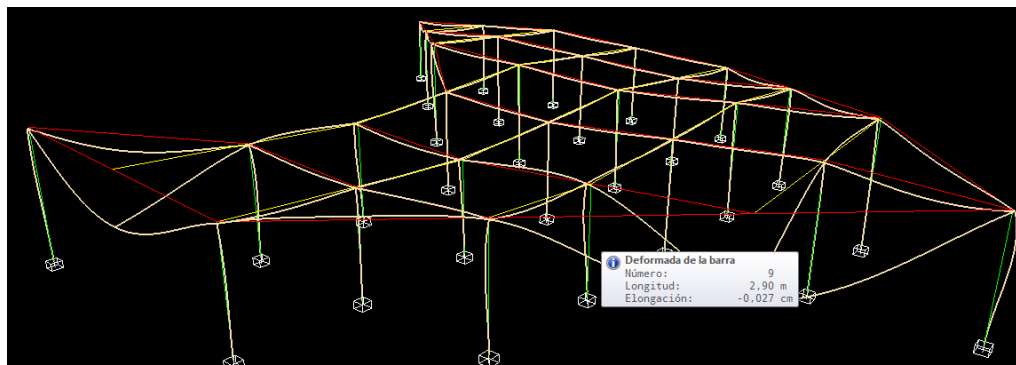 Deformada de la barra
Número: 9
Longitud: 2,90 m
Elongación: -0,027 cm